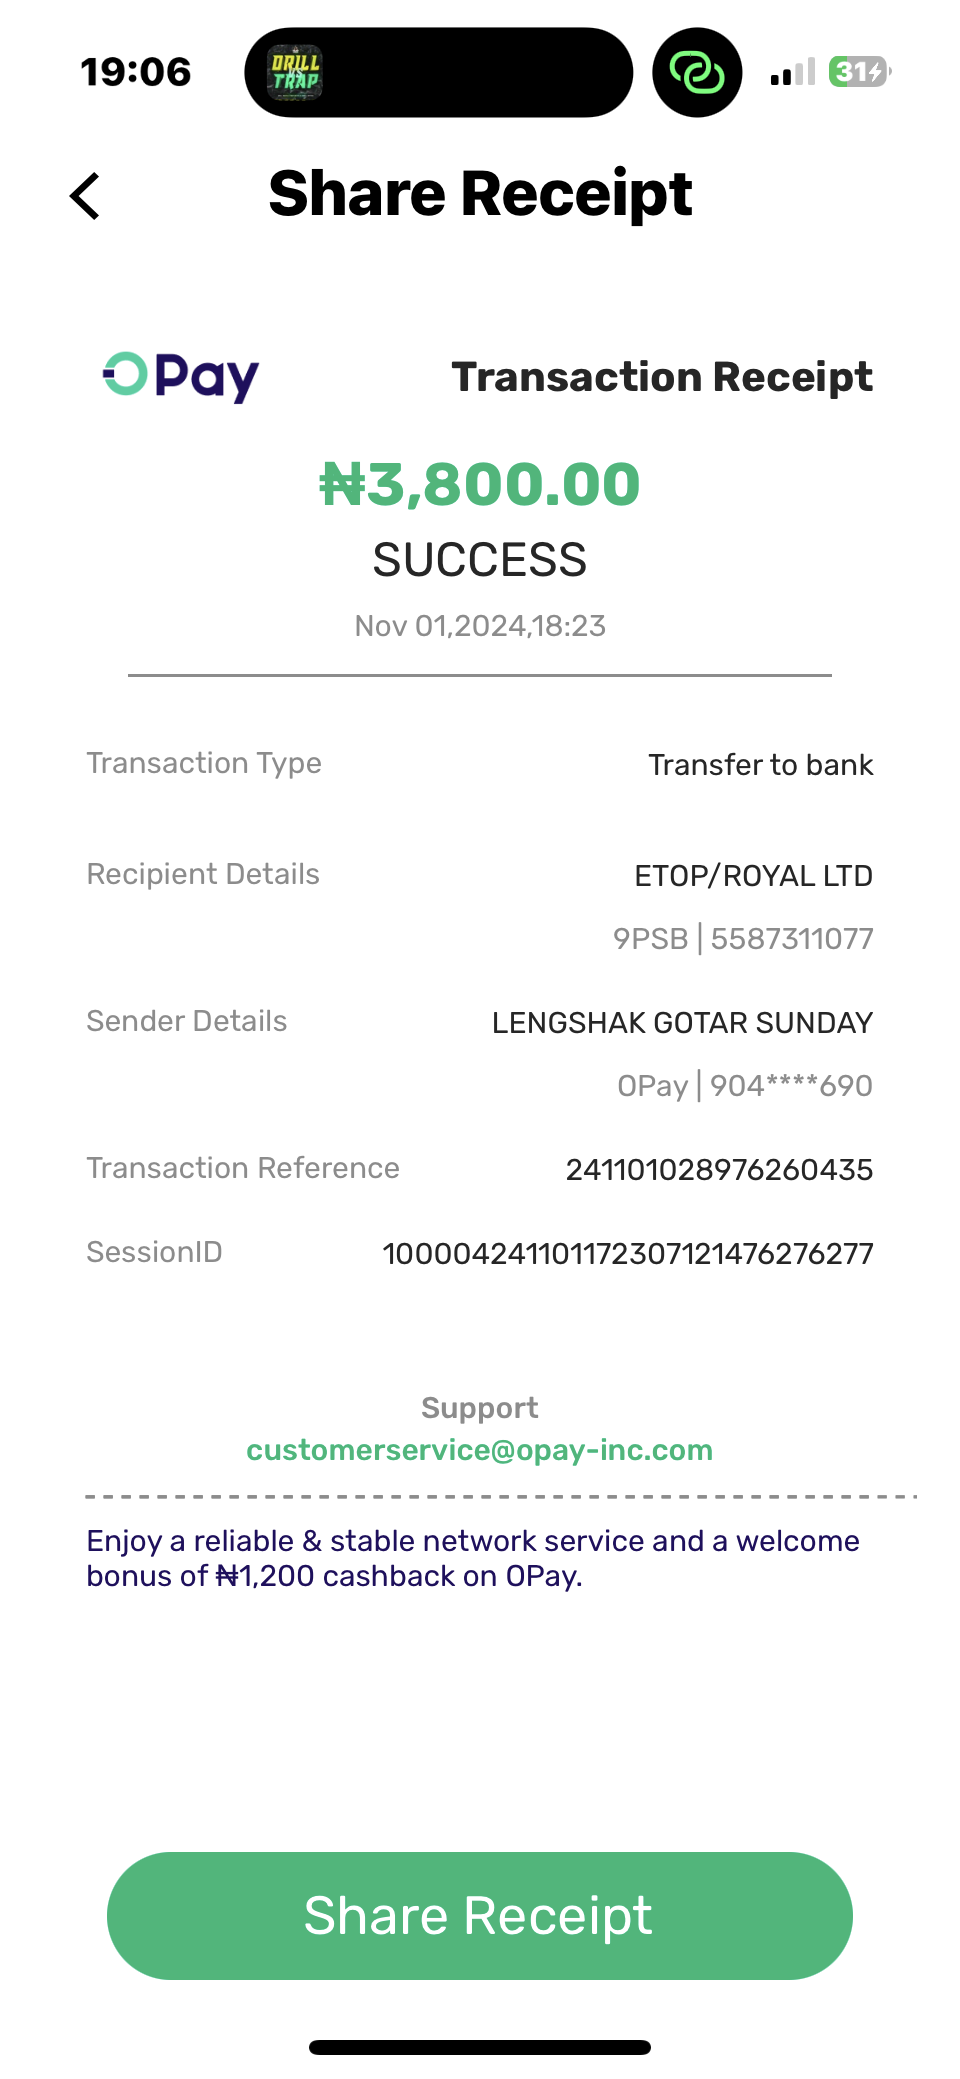 19:06
DRILL
VS
TRAP
31
Share Receipt
OPay
Transaction Receipt
₦3,800.00
SUCCESS
Nov 01,2024,18:23
Transaction Type
Transfer to bank
Recipient Details
ETOP/ROYAL LTD
9PSB | 5587311077
Sender Details
LENGSHAK GOTAR SUNDAY
OPay | 904****690
Transaction Reference
241101028976260435
SessionID
100004241101172307121476276277
Support
customerservice@opay-inc.com
Enjoy a reliable & stable network service and a welcome
bonus of ₦1,200 cashback on OPay.
Share Receipt